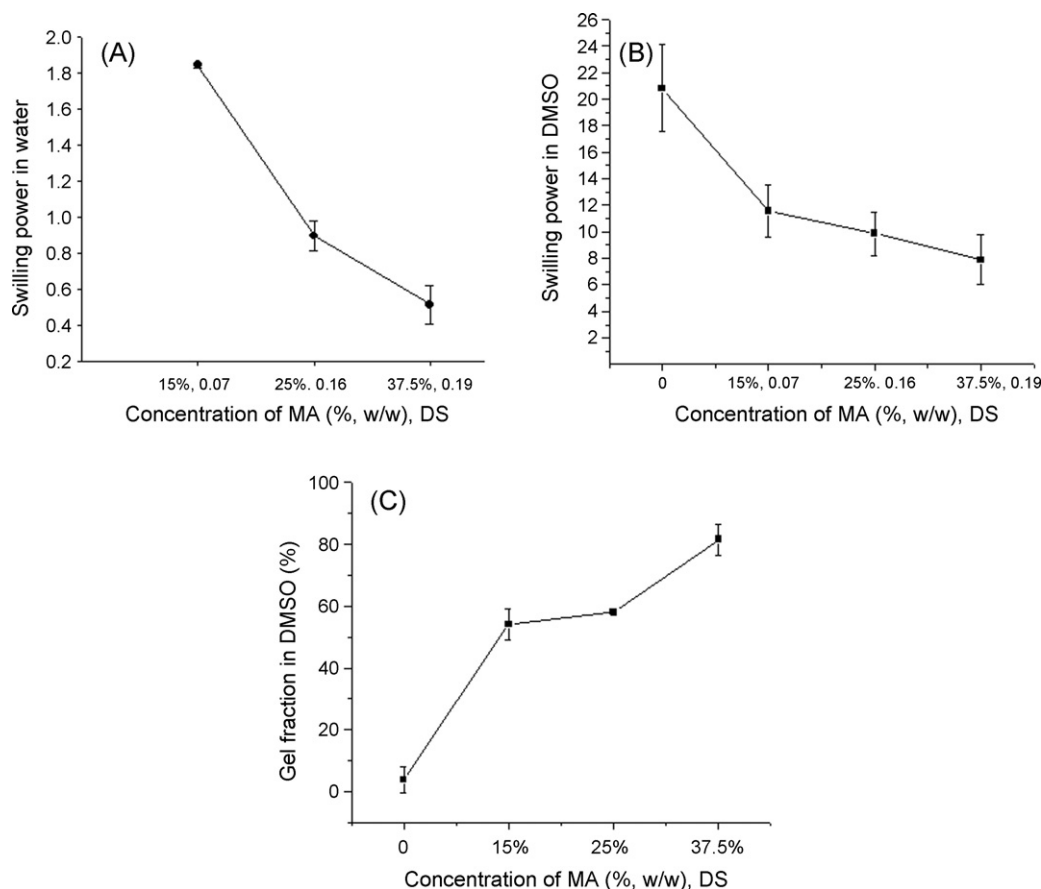 (A)
Swilling power in water
2.0
1.8
1.6
1.4
1.2
1.0
0.8
0.6
0.4
0.2
15%, 0.07 25%, 0.16 37.5%, 0.19
Concentration of MA (%, w/w), DS
(B)
Swilling power in DMSO
26
24
22
20
18
16
14
12
10
8
6
4
2
0 15%, 0.07 25%, 0.16 37.5%, 0.19
Concentration of MA (%, w/w), DS
(C)
Gel fraction in DMSO (%)
100
80
60
40
20
0
0 15% 25% 37.5%
Concentration of MA (%, w/w), DS